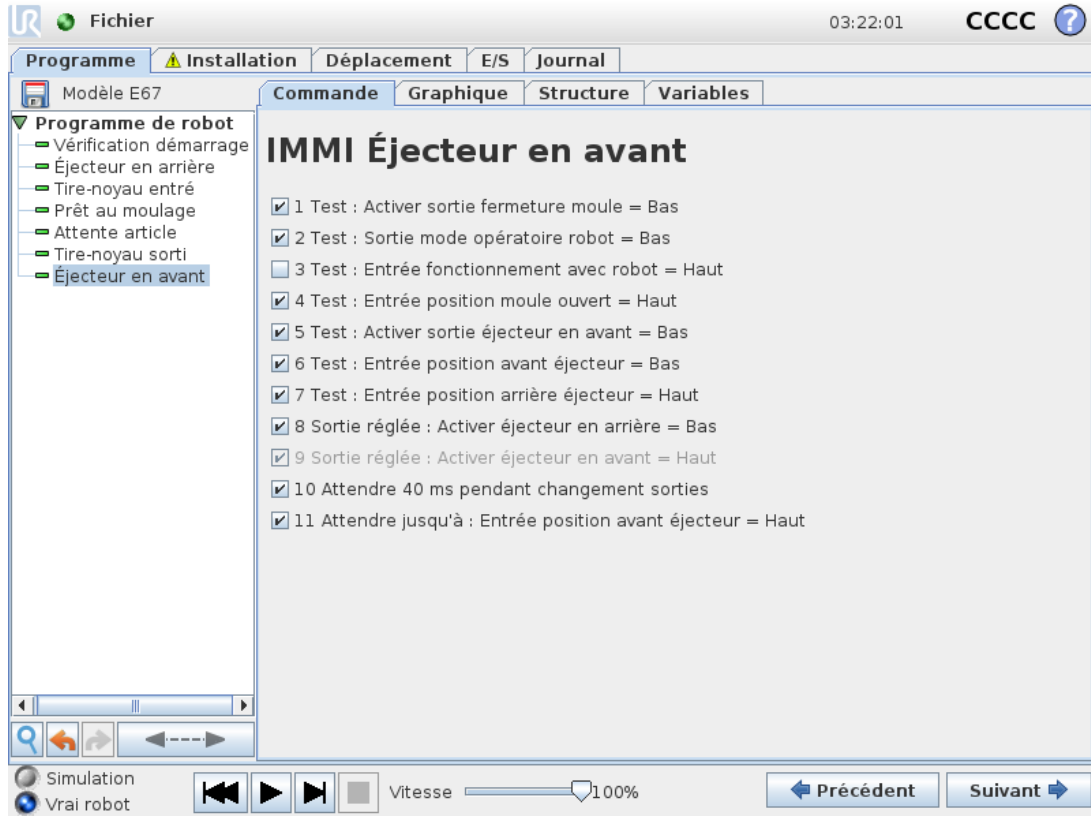 UR Fichier 03:22:01 CCCC ?
Programme Installation Déplacement E/S Journal
Modèle E67 Commande Graphique Structure Variables
Programme de robot
Vérification démarrage
Éjecteur en arrière
Tire-noyau entré
Prêt au moulage
Attente article
Tire-noyau sorti
Éjecteur en avant
IMMI Éjecteur en avant
1 Test : Activer sortie fermeture moule = Bas
2 Test : Sortie mode opératoire robot = Bas
3 Test : Entrée fonctionnement avec robot = Haut
4 Test : Entrée position moule ouvert = Haut
5 Test : Activer sortie éjecteur en avant = Bas
6 Test : Entrée position avant éjecteur = Bas
7 Test : Entrée position arrière éjecteur = Haut
8 Sortie réglée : Activer éjecteur en arrière = Bas
9 Sortie réglée : Activer éjecteur en avant = Haut
10 Attendre 40 ms pendant changement sorties
11 Attendre jusqu'à : Entrée position avant éjecteur = Haut
Simulation
Vrai robot
Vitesse 100%
Précédent Suivant